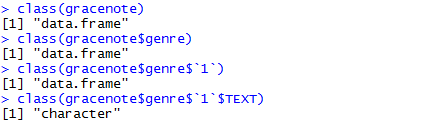 > class(gracenote)
[1] "data.frame"
> class(gracenote$genre)
[1] "data.frame"
> class(gracenote$genre$`1`)
[1] "data.frame"
> class(gracenote$genre$`1`$TEXT)
[1] "character"